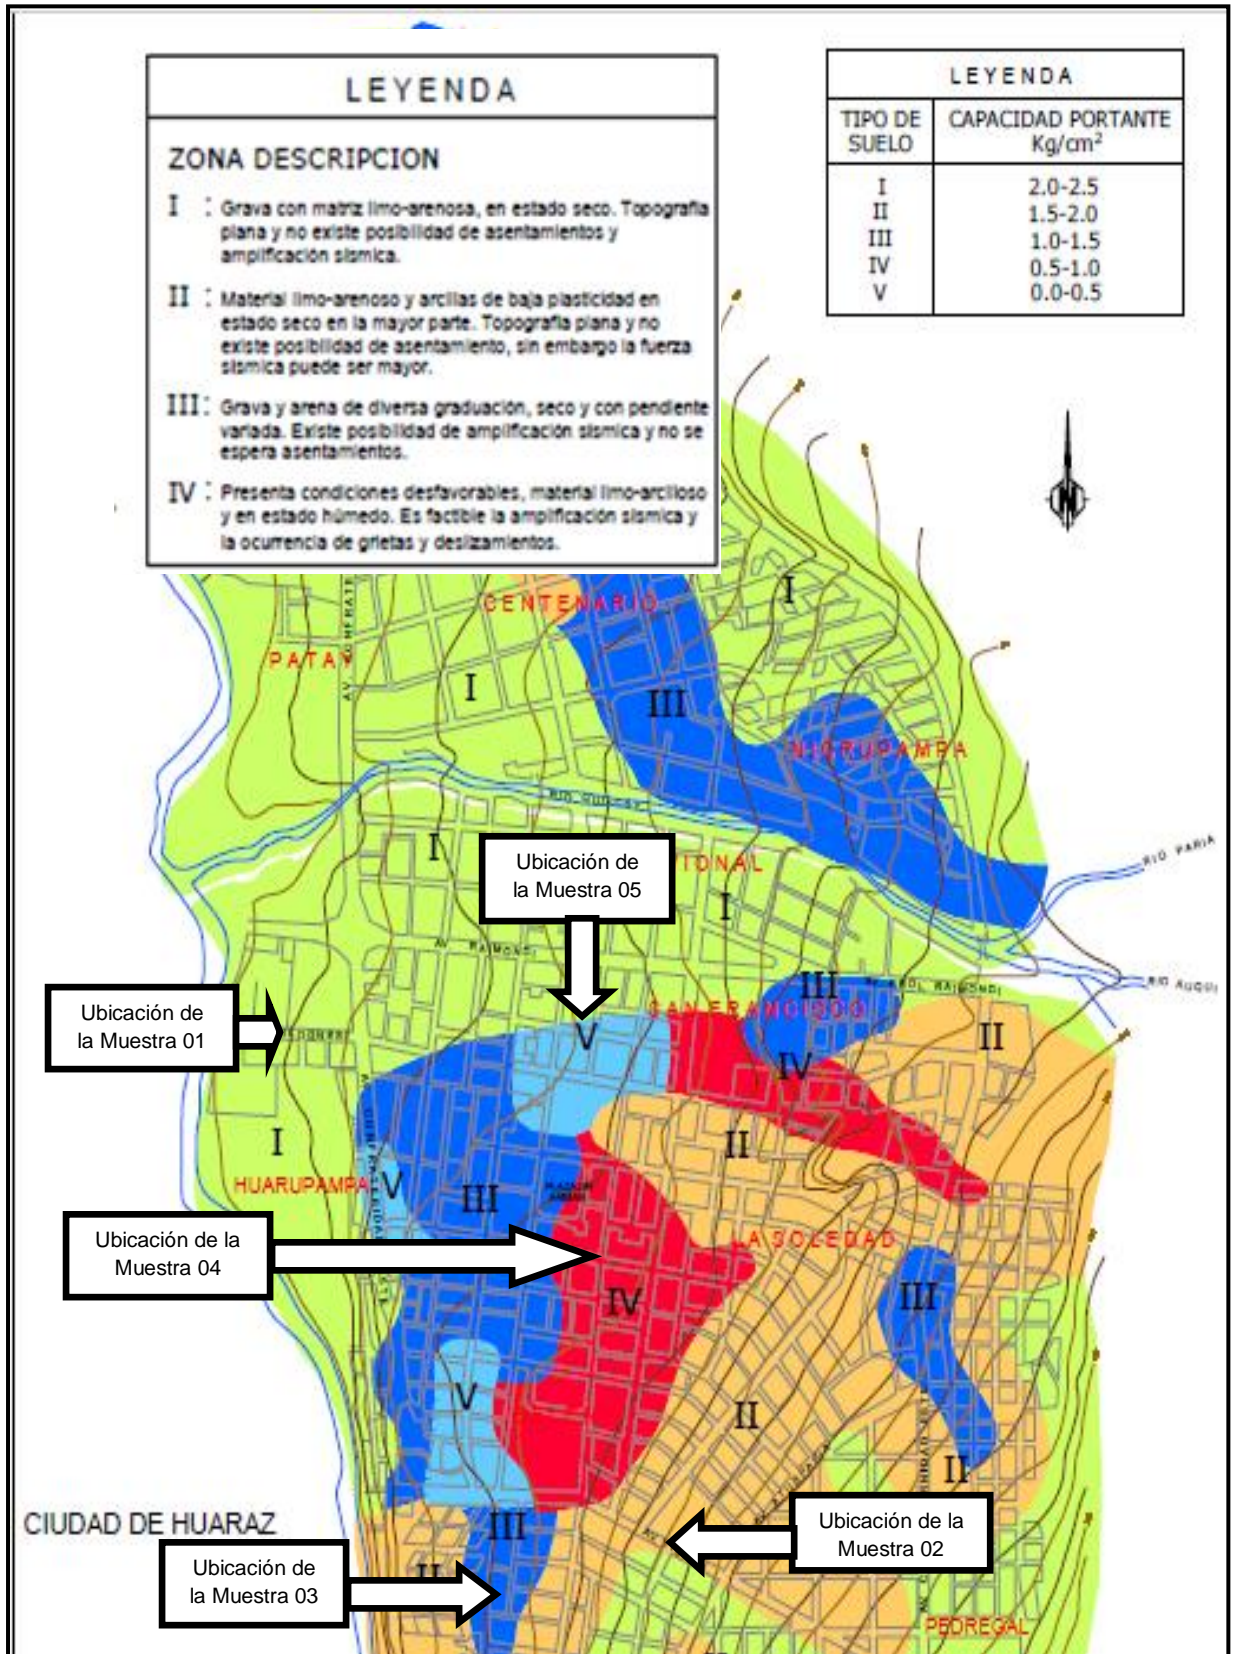 LEYENDA
ZONA DESCRIPCION
I : Grava con matriz limo-arenosa, en estado seco. Topografía
plana y no existe posibilidad de asentamientos y
amplificación sísmica.
II : Material limo-arenoso y arcillas de baja plasticidad en
estado seco en la mayor parte. Topografía plana y no
existe posibilidad de asentamiento, sin embargo la fuerza
sísmica puede ser mayor.
III : Grava y arena de diversa graduación, seco y con pendiente
variada. Existe posibilidad de amplificación sísmica y no se
espera asentamientos.
IV : Presenta condiciones desfavorables, material limo-arcilloso
y en estado húmedo. Es factible la amplificación sísmica y
la ocurrencia de grietas y deslizamientos.
LEYENDA
TIPO DE SUELO
CAPACIDAD PORTANTE
Kg/cm²
I 2.0-2.5
II 1.5-2.0
III 1.0-1.5
IV 0.5-1.0
V 0.0-0.5
N
I
CENTENARIO
PATAY
I
III
NICRUPAMPA
RIO QUILCAY
I
Ubicación de
la Muestra 05
IONAL
RIO PARIA
I
AV. RAIMONDI
III
RAIMONDI
RIO AUQUI
Ubicación de
la Muestra 01
SAN FRANCISCO
V
II
IV
I
II
HUARUPAMPA
V
III
Ubicación de la
Muestra 04
LA SOLEDAD
IV
III
V
II
II
CIUDAD DE HUARAZ
III
Ubicación de la
Muestra 02
Ubicación de
la Muestra 03
II
PEDREGAL